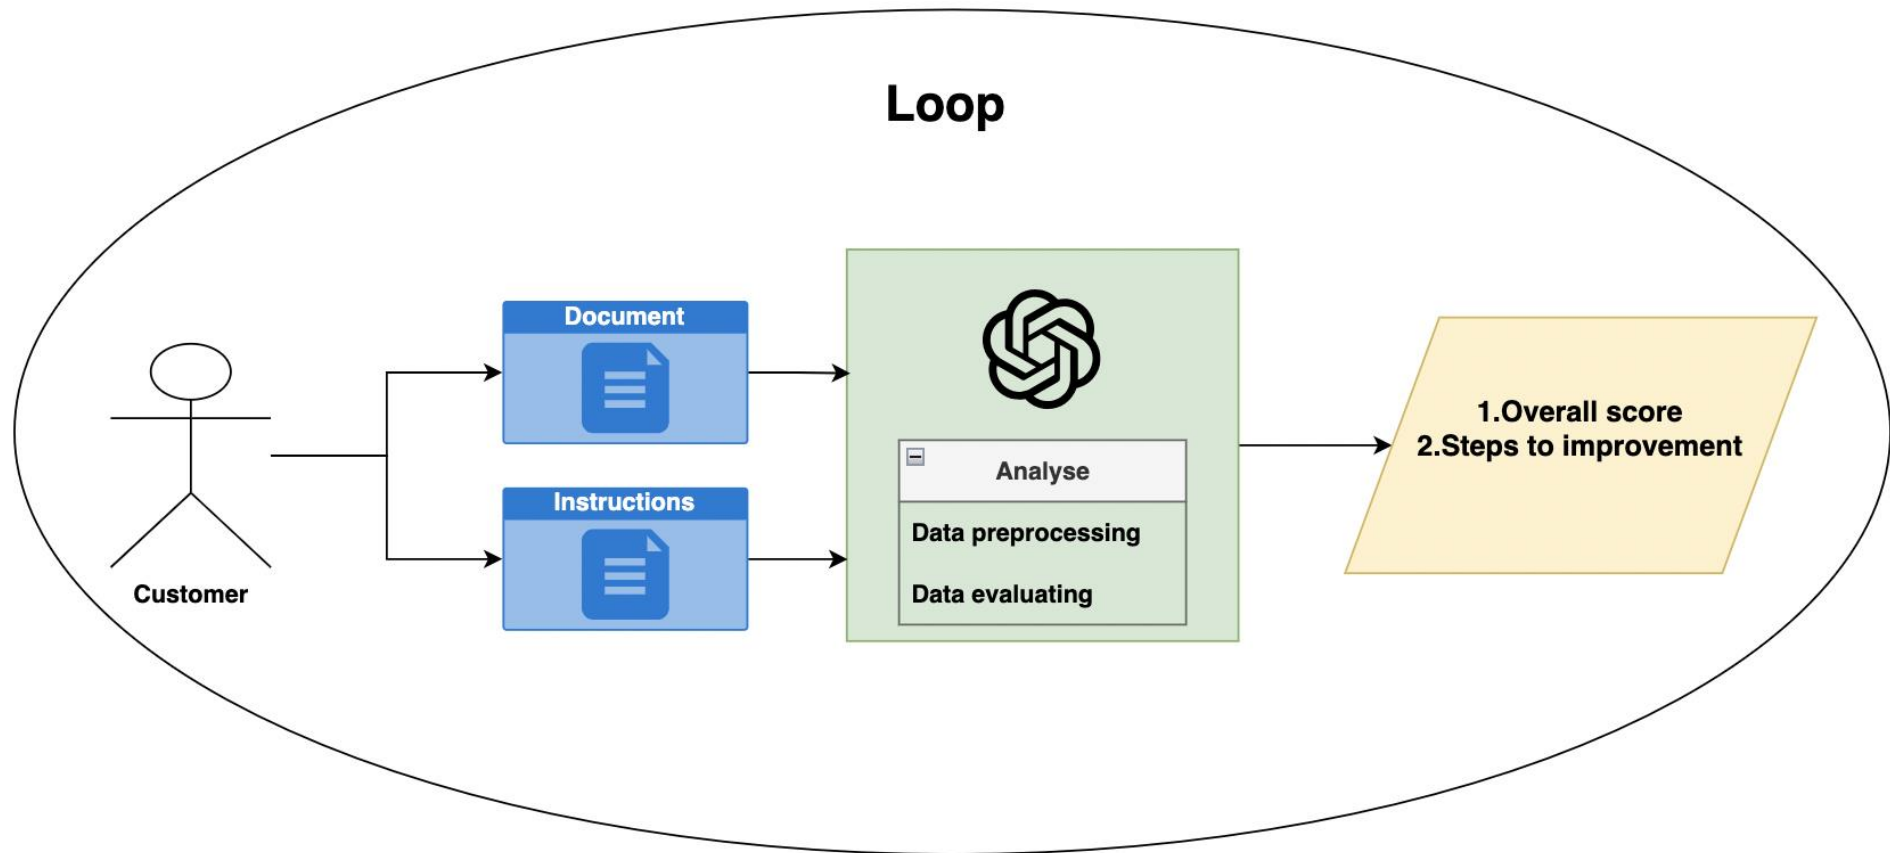 Loop
Customer
Document
Instructions
Analyse
Data preprocessing
Data evaluating
1.Overall score
2.Steps to improvement